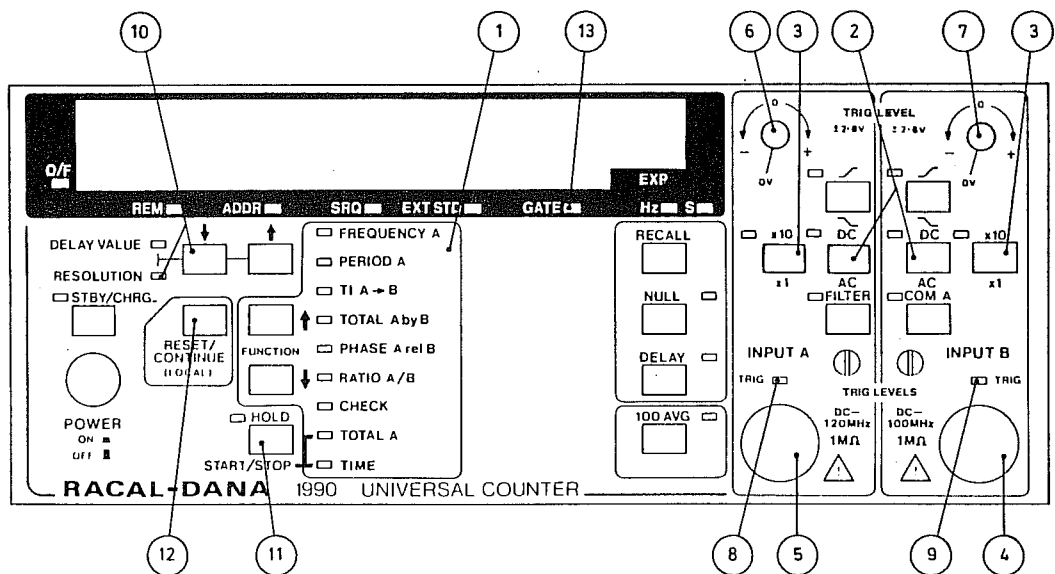 10
1
13
6
3
2
7
3
O/F
EXP
REM
ADDR
SRQ
EXT STD
GATE
Hz
S
DELAY VALUE
RESOLUTION
STBY/CHRG.
RESET/
CONTINUE
(LOCAL)
FUNCTION
POWER
ON
OFF
HOLD
START/STOP
FREQUENCY A
PERIOD A
TI A → B
TOTAL A by B
PHASE A rel B
RATIO A/B
CHECK
TOTAL A
TIME
RECALL
NULL
DELAY
100 AVG
TRIG LEVEL
0
±2·8V
- +
0V
x10
x1
DC
AC
FILTER
INPUT A
TRIG
DC–
120MHz
1MΩ
0
±2·8V
- +
0V
DC
AC
x10
x1
COM A
INPUT B
TRIG
TRIG LEVELS
DC–
100MHz
1MΩ
RACAL-DANA 1990 UNIVERSAL COUNTER
12
11
8
5
9
4